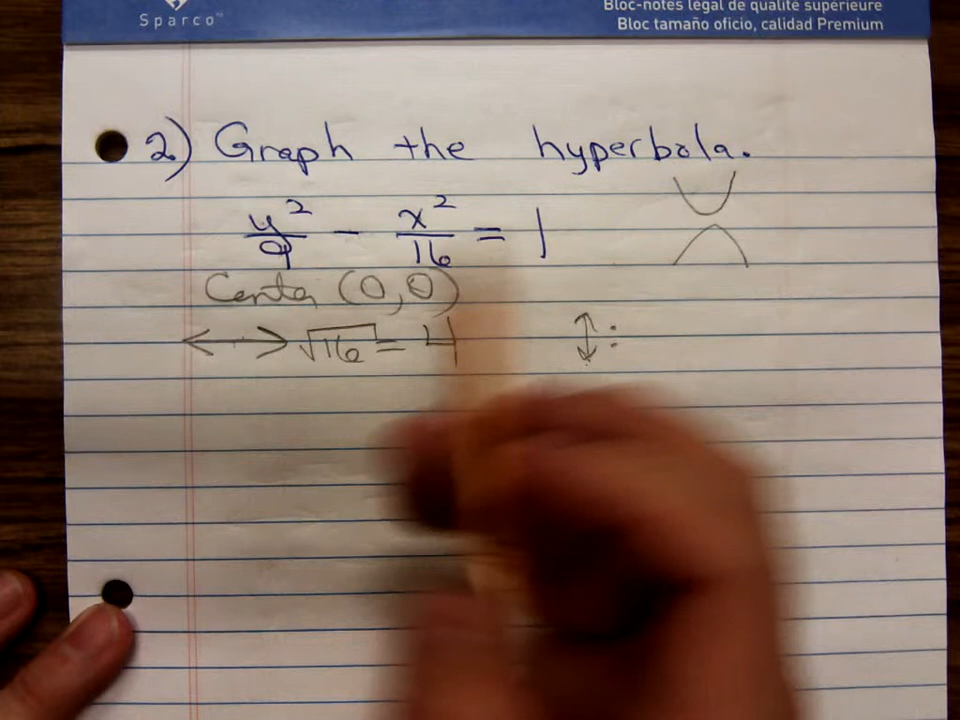 Sparco™
Bloc-notes légal de qualité supérieure
Bloc tamaño oficio, calidad Premium
2) Graph the hyperbola.
y²/9 - x²/16 = 1
Center (0,0)
↔ √16 = 4 ↕: